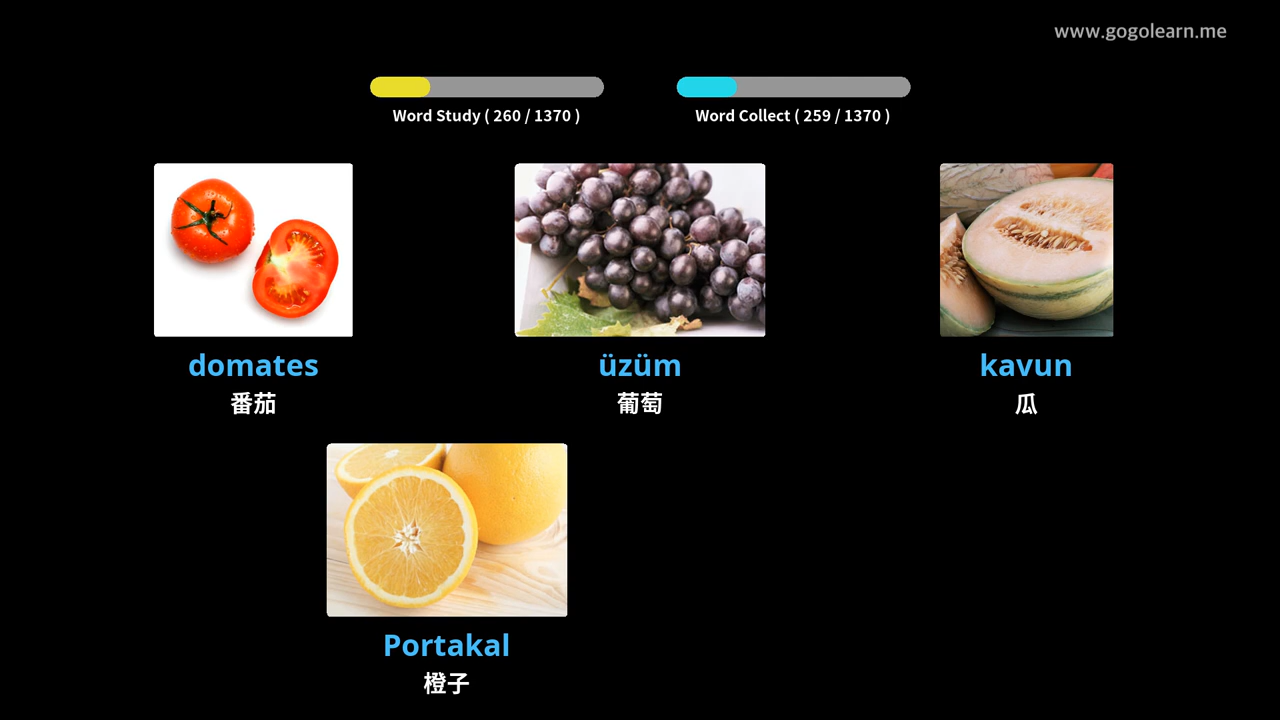 www.gogolearn.me
Word Study ( 260 / 1370 )
Word Collect ( 259 / 1370 )
domates
番茄
üzüm
葡萄
kavun
瓜
Portakal
橙子